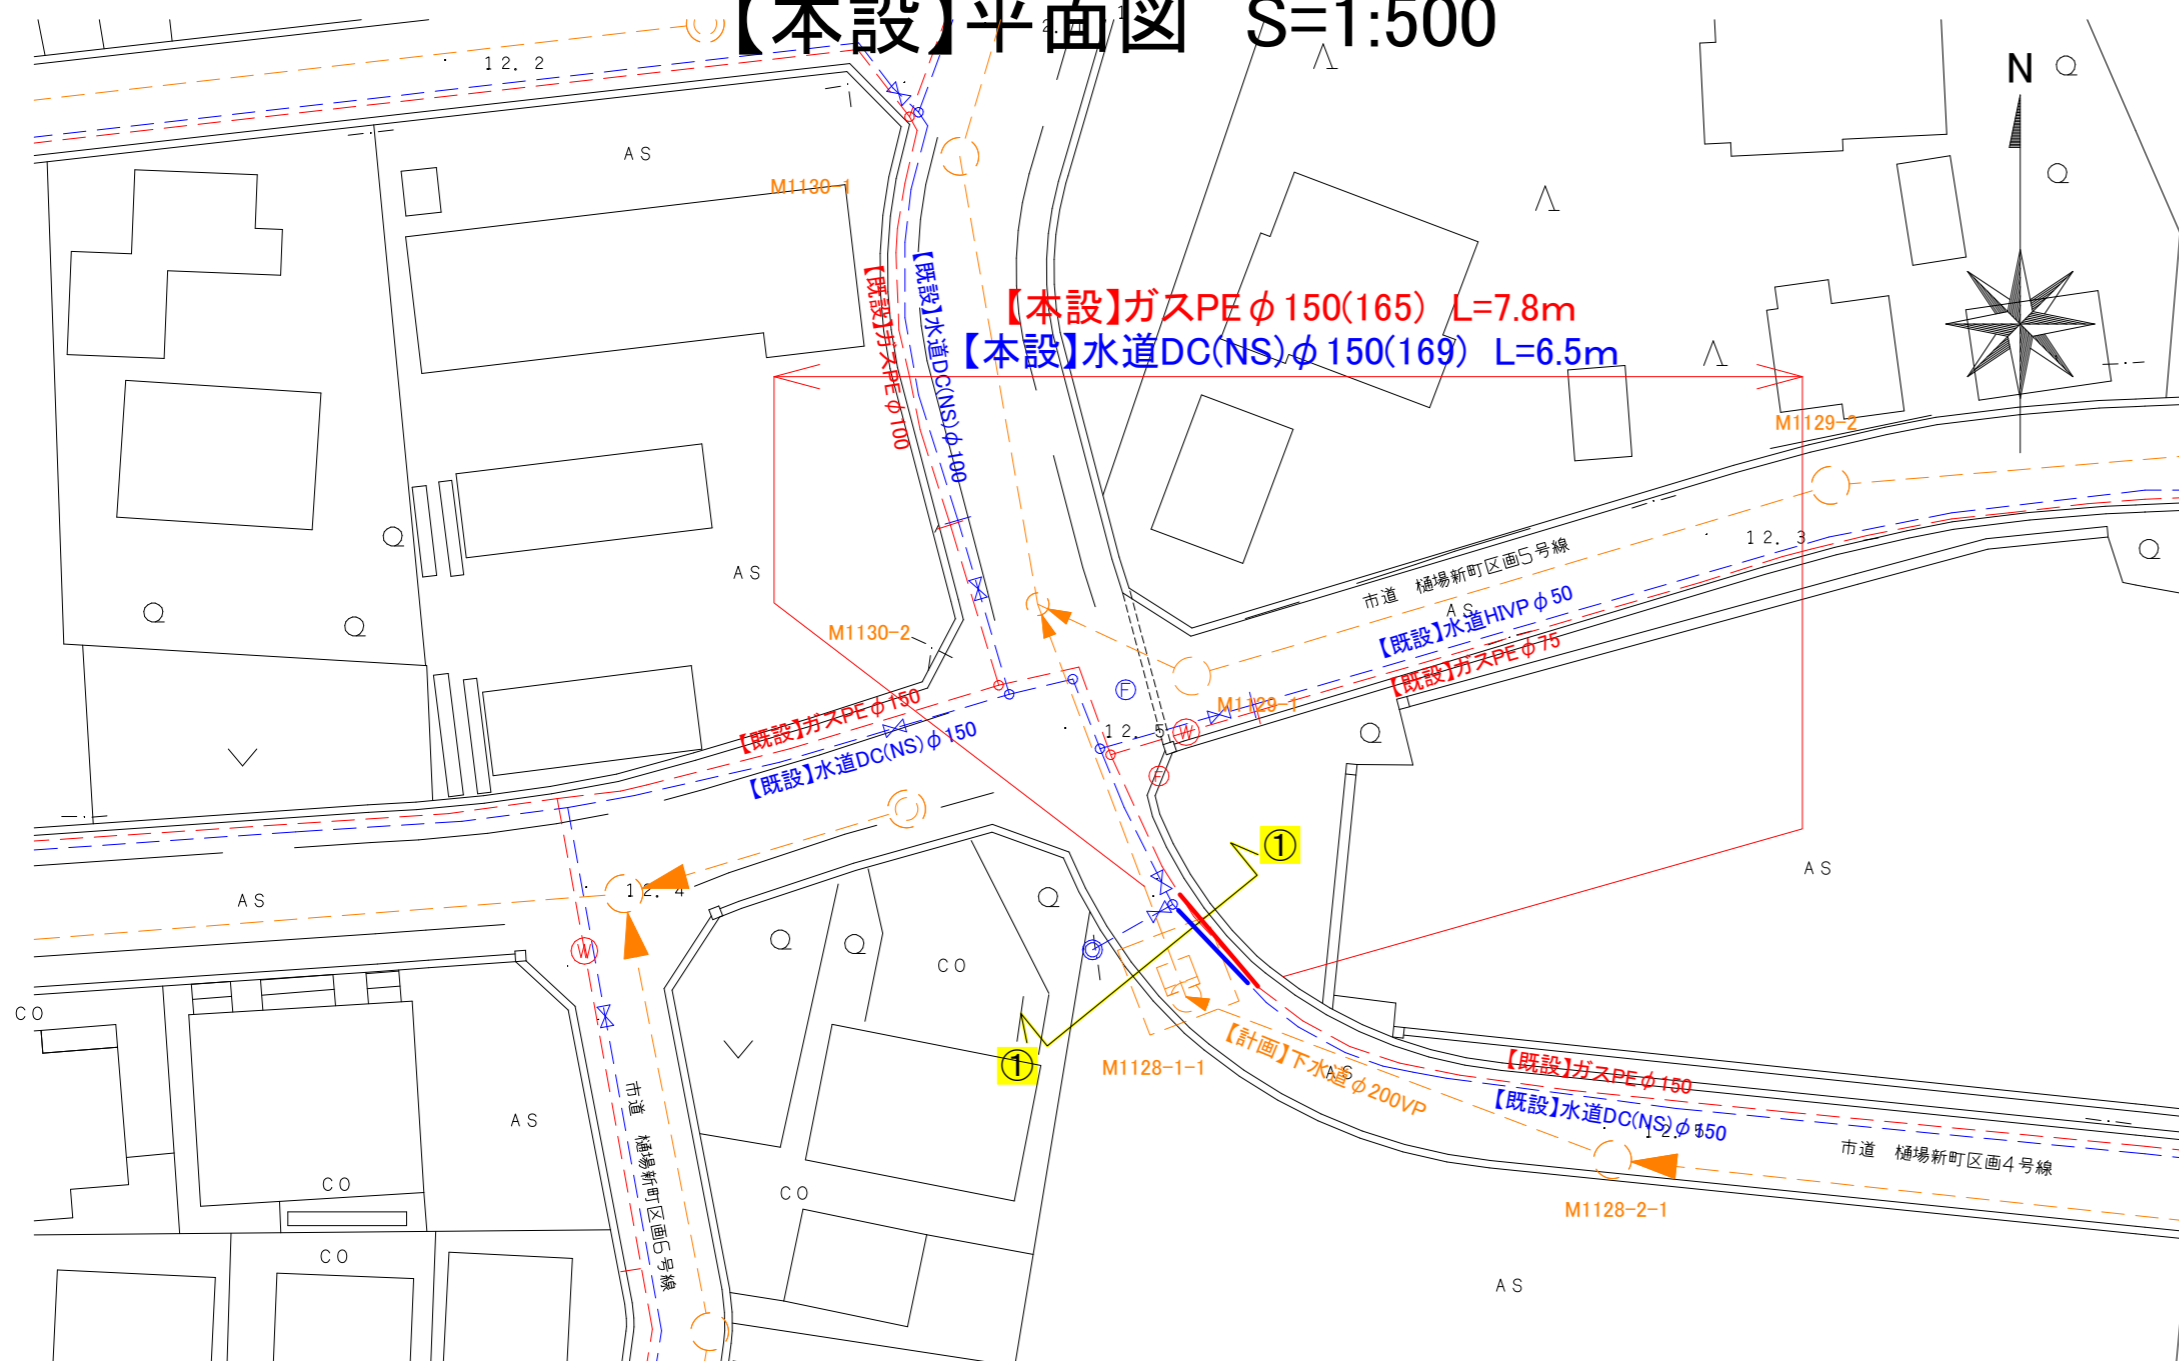 【本設】平面図 S=1:500
12.2
N
AS
M1130-1
【既設】ガスPEφ100
【既設】水道DC(NS)φ100
【本設】ガスPEφ150(165) L=7.8m
【本設】水道DC(NS)φ150(169) L=6.5m
M1129-2
12.3
市道 樋場新町区画5号線
AS
AS
【既設】水道HIVPφ50
【既設】ガスPEφ75
M1130-2
F
M1129-1
12.5
W
F
【既設】ガスPEφ150
【既設】水道DC(NS)φ150
①
AS
12.4
AS
W
CO
CO
①
M1128-1-1
【計画】下水道φ200VP
AS
【既設】ガスPEφ150
【既設】水道DC(NS)φ150
12.5
市道 樋場新町区画4号線
AS
市道 樋場新町区画6号線
CO
CO
M1128-2-1
CO
AS